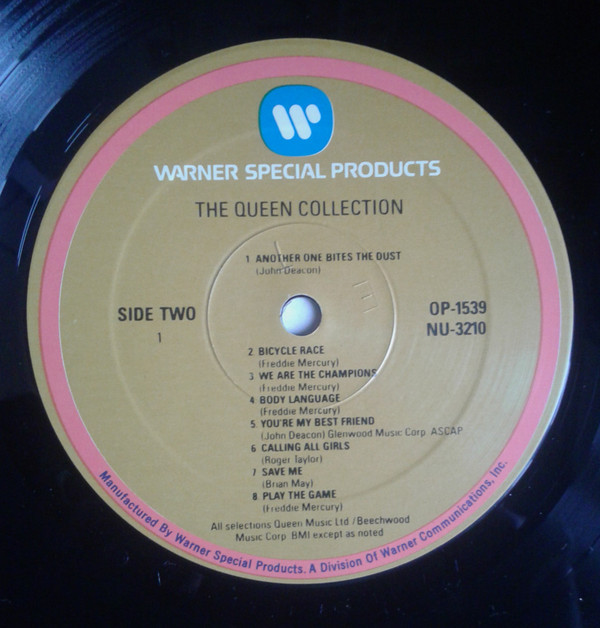 WARNER SPECIAL PRODUCTS
THE QUEEN COLLECTION
1 ANOTHER ONE BITES THE DUST
(John Deacon)
SIDE TWO
1
OP-1539
NU-3210
2 BICYCLE RACE
(Freddie Mercury)
3 WE ARE THE CHAMPIONS
(Freddie Mercury)
4 BODY LANGUAGE
(Freddie Mercury)
5 YOU'RE MY BEST FRIEND
(John Deacon) Glenwood Music Corp. ASCAP
6 CALLING ALL GIRLS
(Roger Taylor)
7 SAVE ME
(Brian May)
8 PLAY THE GAME
(Freddie Mercury)
All selections Queen Music Ltd./Beechwood
Music Corp. BMI except as noted
Manufactured By Warner Special Products. A Division Of Warner Communications, Inc.